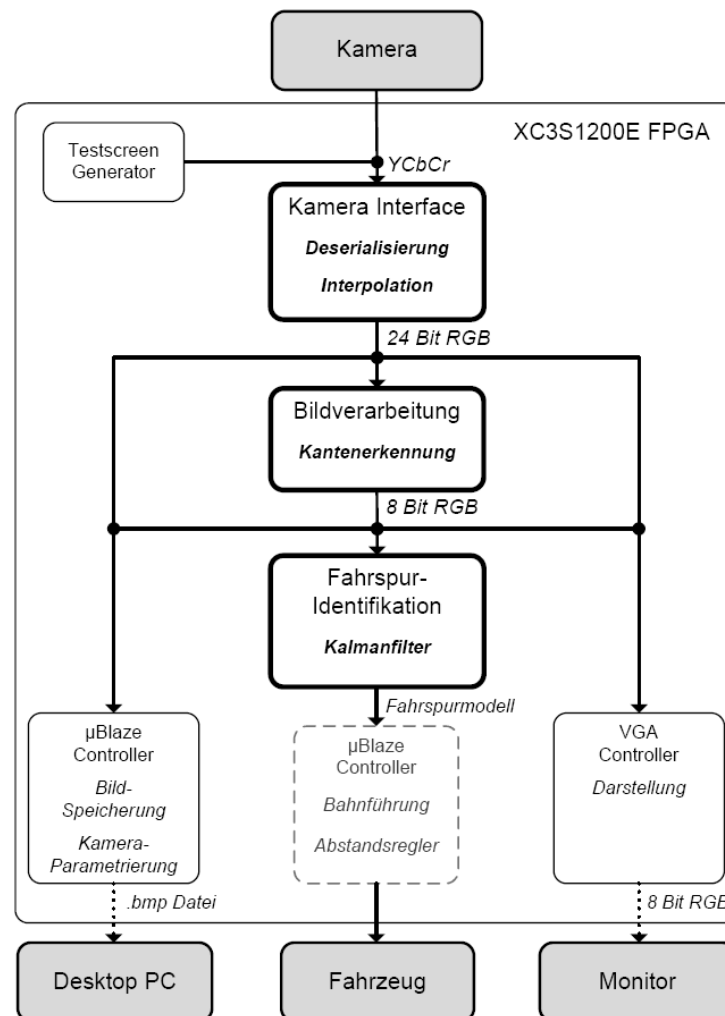 Kamera
XC3S1200E FPGA
Testscreen
Generator
YCbCr
Kamera Interface
Deserialisierung
Interpolation
24 Bit RGB
Bildverarbeitung
Kantenerkennung
8 Bit RGB
Fahrspur-
Identifikation
Kalmanfilter
Fahrspurmodell
µBlaze
Controller
Bild-
Speicherung
Kamera-
Parametrierung
µBlaze
Controller
Bahnführung
Abstandsregler
VGA
Controller
Darstellung
.bmp Datei
8 Bit RGB
Desktop PC
Fahrzeug
Monitor